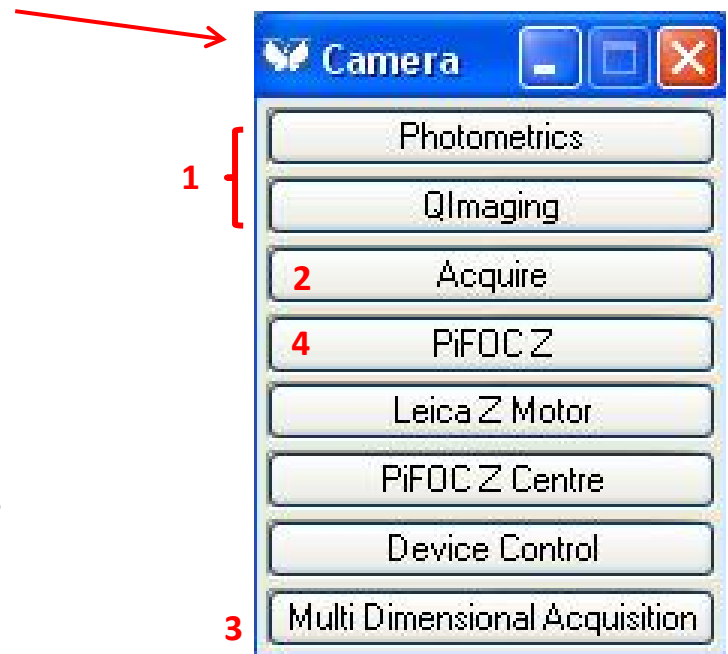 Camera
Photometrics
1
QImaging
2 Acquire
4 PiFOC Z
Leica Z Motor
PiFOC Z Centre
Device Control
3 Multi Dimensional Acquisition